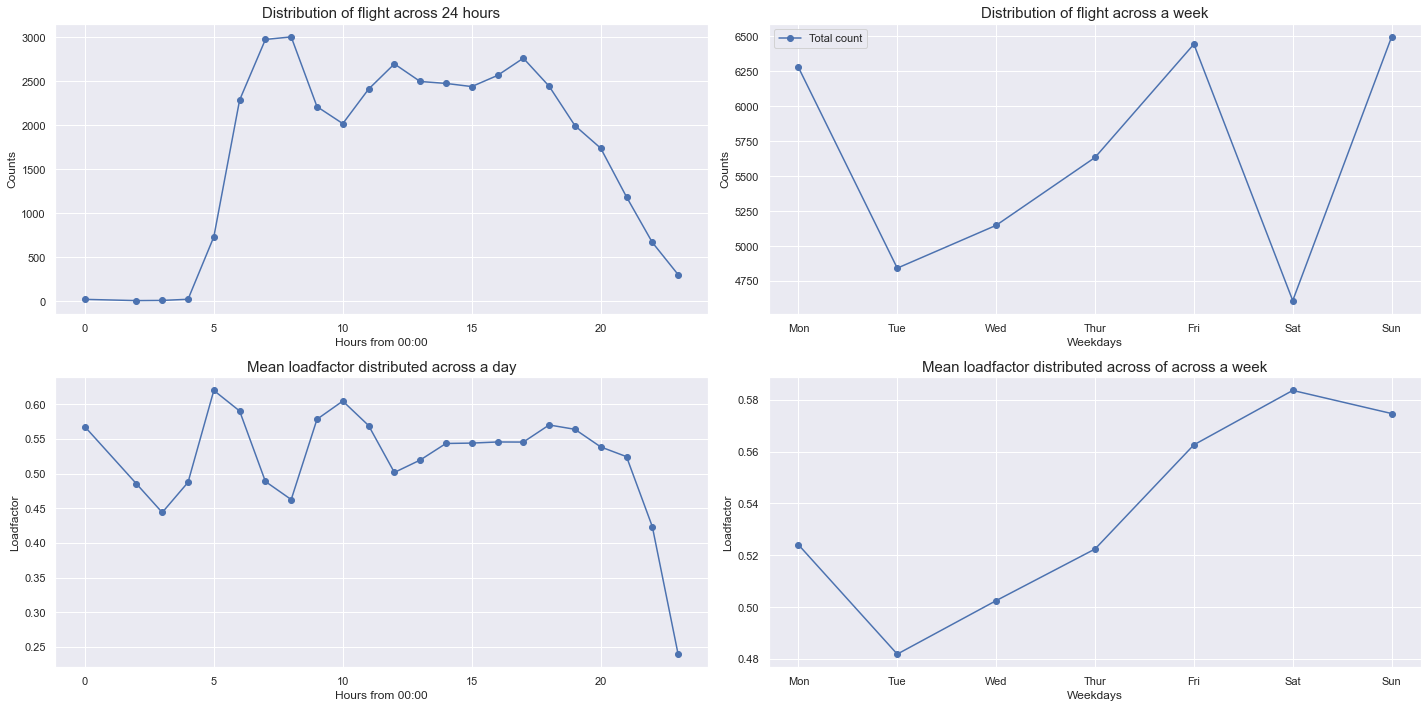 Distribution of flight across 24 hours
Counts
3000
2500
2000
1500
1000
500
0
0 5 10 15 20
Hours from 00:00
Distribution of flight across a week
Total count
Counts
6500
6250
6000
5750
5500
5250
5000
4750
Mon Tue Wed Thur Fri Sat Sun
Weekdays
Mean loadfactor distributed across a day
Loadfactor
0.60
0.55
0.50
0.45
0.40
0.35
0.30
0.25
0 5 10 15 20
Hours from 00:00
Mean loadfactor distributed across of across a week
Loadfactor
0.58
0.56
0.54
0.52
0.50
0.48
Mon Tue Wed Thur Fri Sat Sun
Weekdays